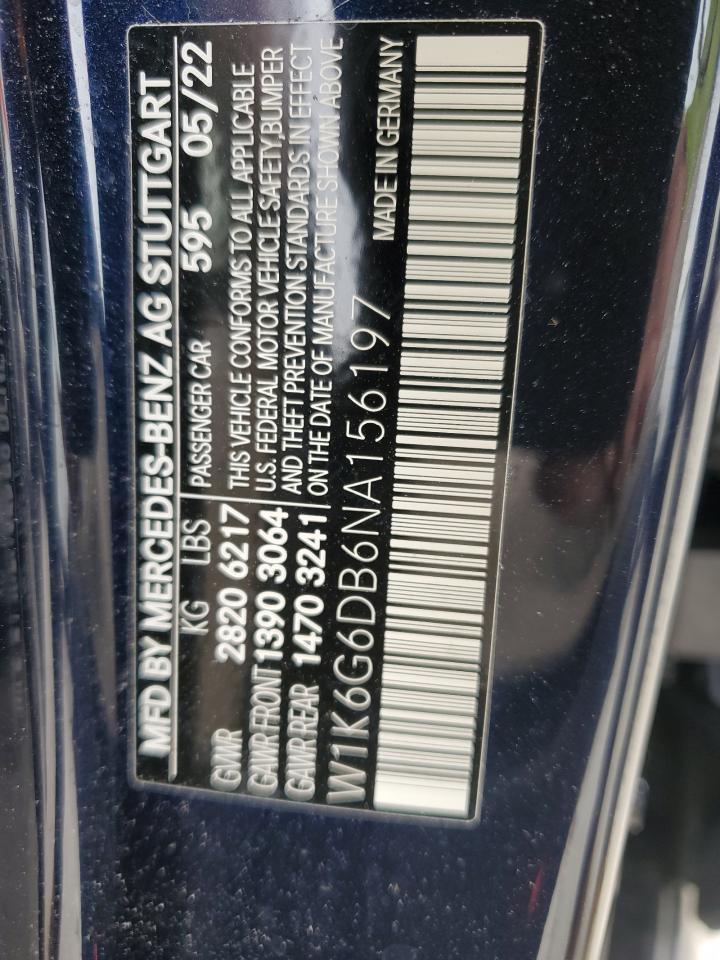 MFD BY MERCEDES-BENZ AG STUTTGART
KG LBS PASSENGER CAR 595 05/22
GVWR 2820 6217 THIS VEHICLE CONFORMS TO ALL APPLICABLE
GAWR FRONT 1390 3064 U.S. FEDERAL MOTOR VEHICLE SAFETY,BUMPER
GAWR REAR 1470 3241 AND THEFT PREVENTION STANDARDS IN EFFECT
ON THE DATE OF MANUFACTURE SHOWN ABOVE
W1K6G6DB6NA156197
MADE IN GERMANY